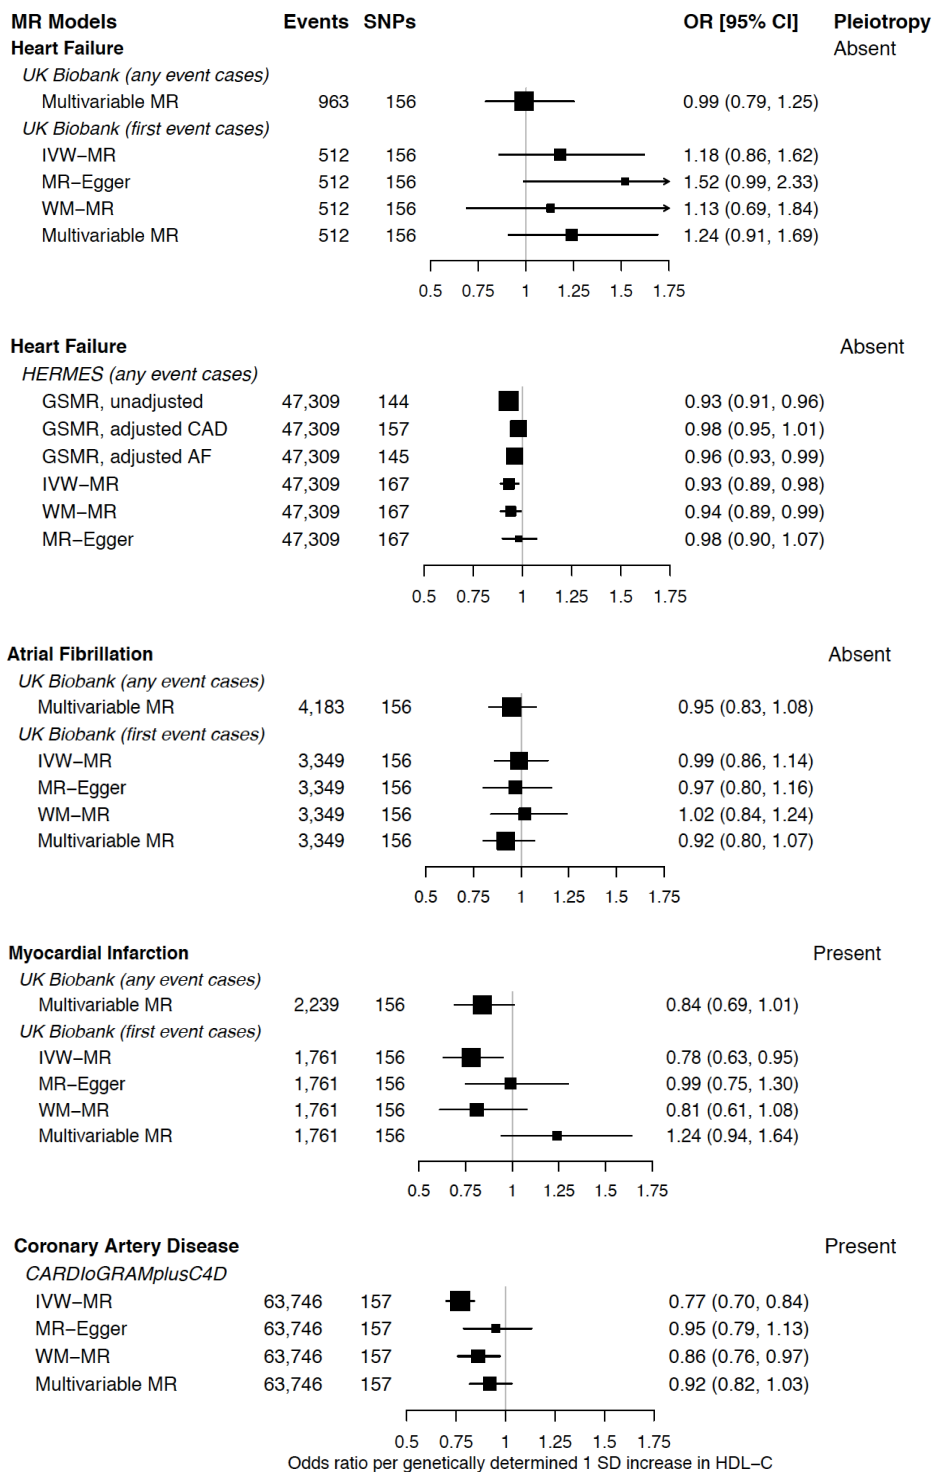 MR Models Events SNPs OR [95% CI] Pleiotropy
Heart Failure Absent
UK Biobank (any event cases)
Multivariable MR 963 156 0.99 (0.79, 1.25)
UK Biobank (first event cases)
IVW−MR 512 156 1.18 (0.86, 1.62)
MR−Egger 512 156 1.52 (0.99, 2.33)
WM−MR 512 156 1.13 (0.69, 1.84)
Multivariable MR 512 156 1.24 (0.91, 1.69)
0.5 0.75 1 1.25 1.5 1.75
Heart Failure Absent
HERMES (any event cases)
GSMR, unadjusted 47,309 144 0.93 (0.91, 0.96)
GSMR, adjusted CAD 47,309 157 0.98 (0.95, 1.01)
GSMR, adjusted AF 47,309 145 0.96 (0.93, 0.99)
IVW−MR 47,309 167 0.93 (0.89, 0.98)
WM−MR 47,309 167 0.94 (0.89, 0.99)
MR−Egger 47,309 167 0.98 (0.90, 1.07)
0.5 0.75 1 1.25 1.5 1.75
Atrial Fibrillation Absent
UK Biobank (any event cases)
Multivariable MR 4,183 156 0.95 (0.83, 1.08)
UK Biobank (first event cases)
IVW−MR 3,349 156 0.99 (0.86, 1.14)
MR−Egger 3,349 156 0.97 (0.80, 1.16)
WM−MR 3,349 156 1.02 (0.84, 1.24)
Multivariable MR 3,349 156 0.92 (0.80, 1.07)
0.5 0.75 1 1.25 1.5 1.75
Myocardial Infarction Present
UK Biobank (any event cases)
Multivariable MR 2,239 156 0.84 (0.69, 1.01)
UK Biobank (first event cases)
IVW−MR 1,761 156 0.78 (0.63, 0.95)
MR−Egger 1,761 156 0.99 (0.75, 1.30)
WM−MR 1,761 156 0.81 (0.61, 1.08)
Multivariable MR 1,761 156 1.24 (0.94, 1.64)
0.5 0.75 1 1.25 1.5 1.75
Coronary Artery Disease Present
CARDIoGRAMplusC4D
IVW−MR 63,746 157 0.77 (0.70, 0.84)
MR−Egger 63,746 157 0.95 (0.79, 1.13)
WM−MR 63,746 157 0.86 (0.76, 0.97)
Multivariable MR 63,746 157 0.92 (0.82, 1.03)
0.5 0.75 1 1.25 1.5 1.75
Odds ratio per genetically determined 1 SD increase in HDL−C